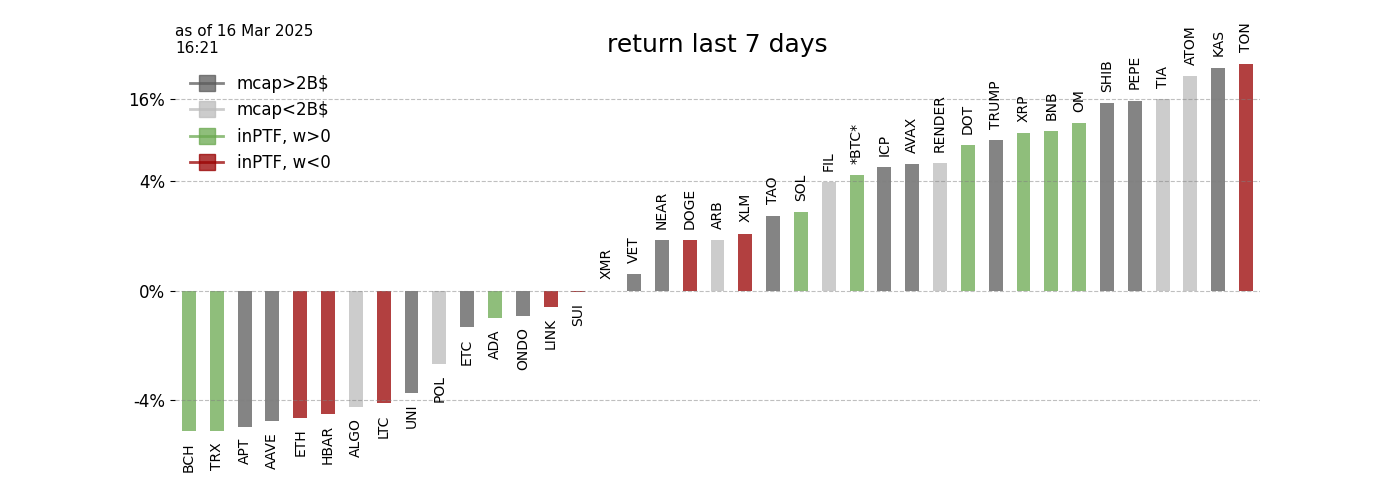 as of 16 Mar 2025
16:21
return last 7 days
mcap>2B$
mcap<2B$
inPTF, w>0
inPTF, w<0
16%
4%
0%
-4%
BCH
TRX
APT
AAVE
ETH
HBAR
ALGO
LTC
UNI
POL
ETC
ADA
ONDO
LINK
SUI
XMR
VET
NEAR
DOGE
ARB
XLM
TAO
SOL
FIL
*BTC*
ICP
AVAX
RENDER
DOT
TRUMP
XRP
BNB
OM
SHIB
PEPE
TIA
ATOM
KAS
TON